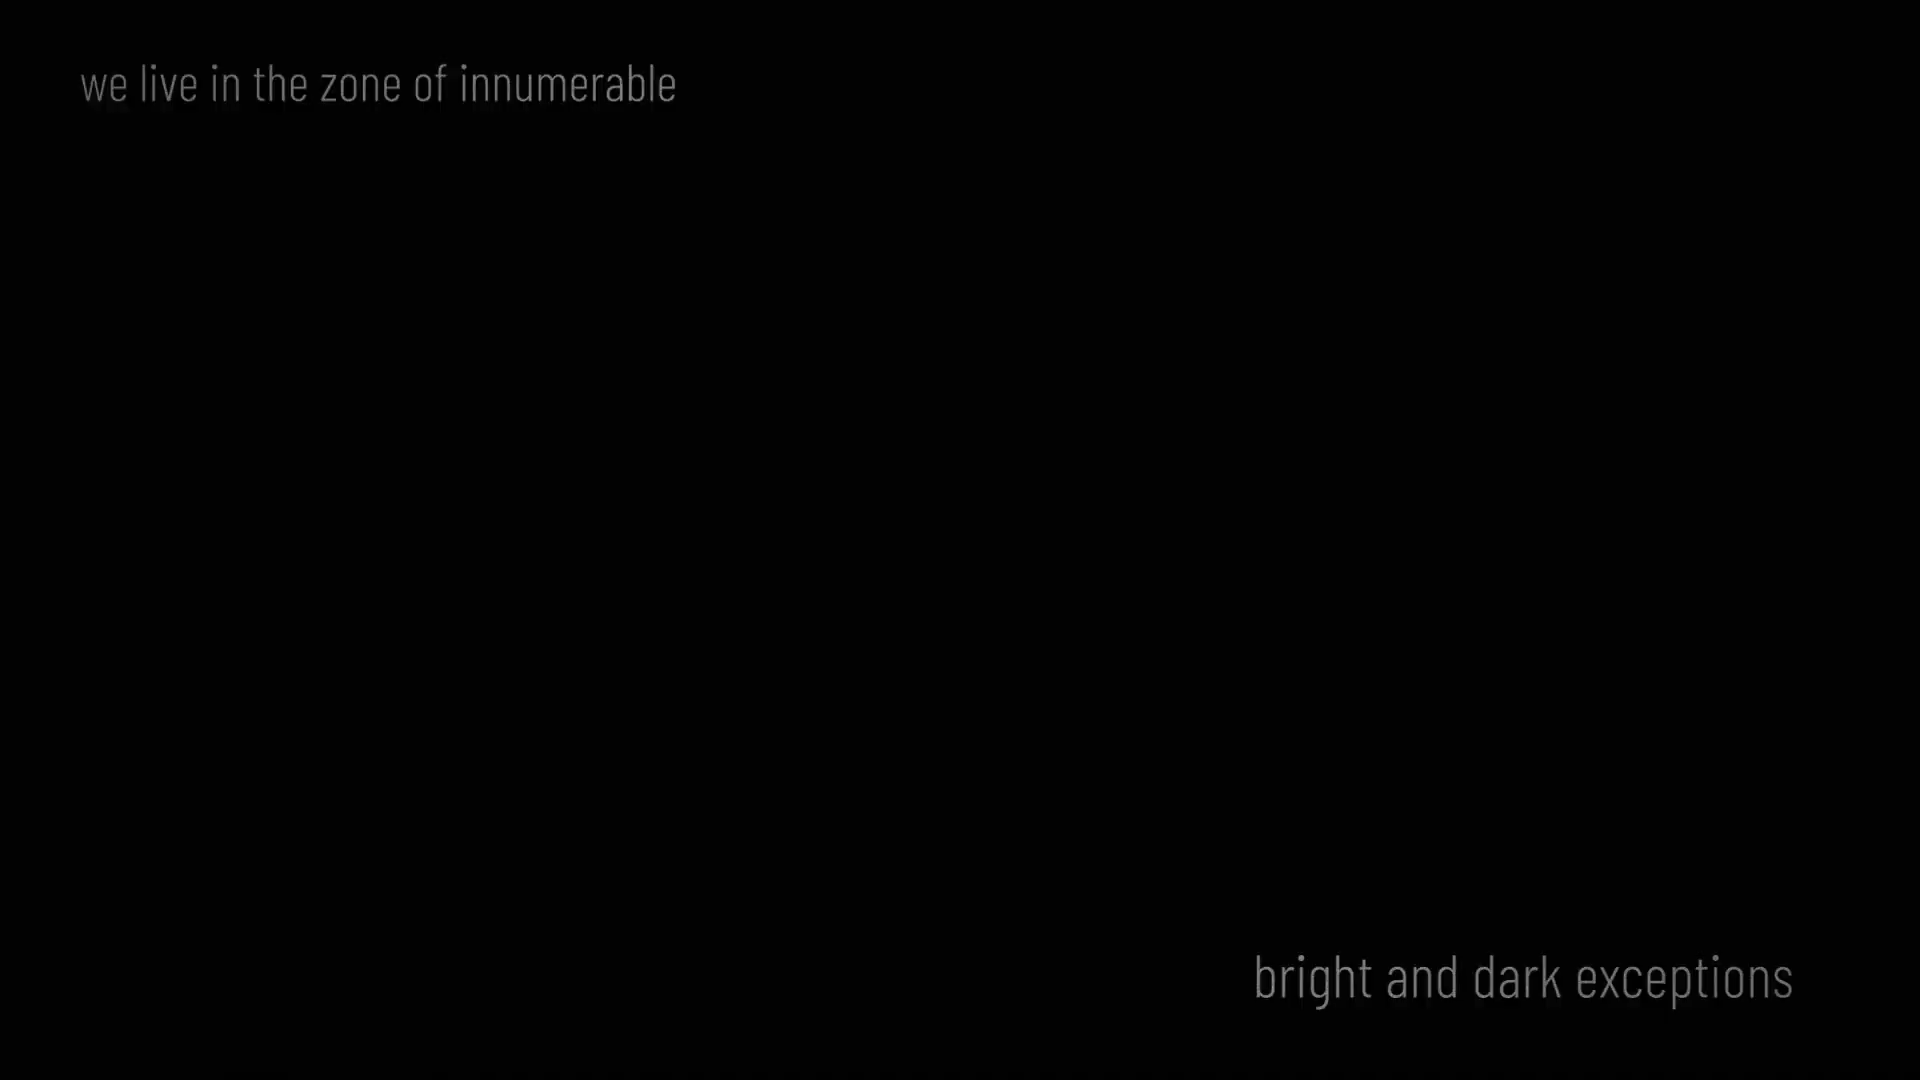 we live in the zone of innumerable
bright and dark exceptions